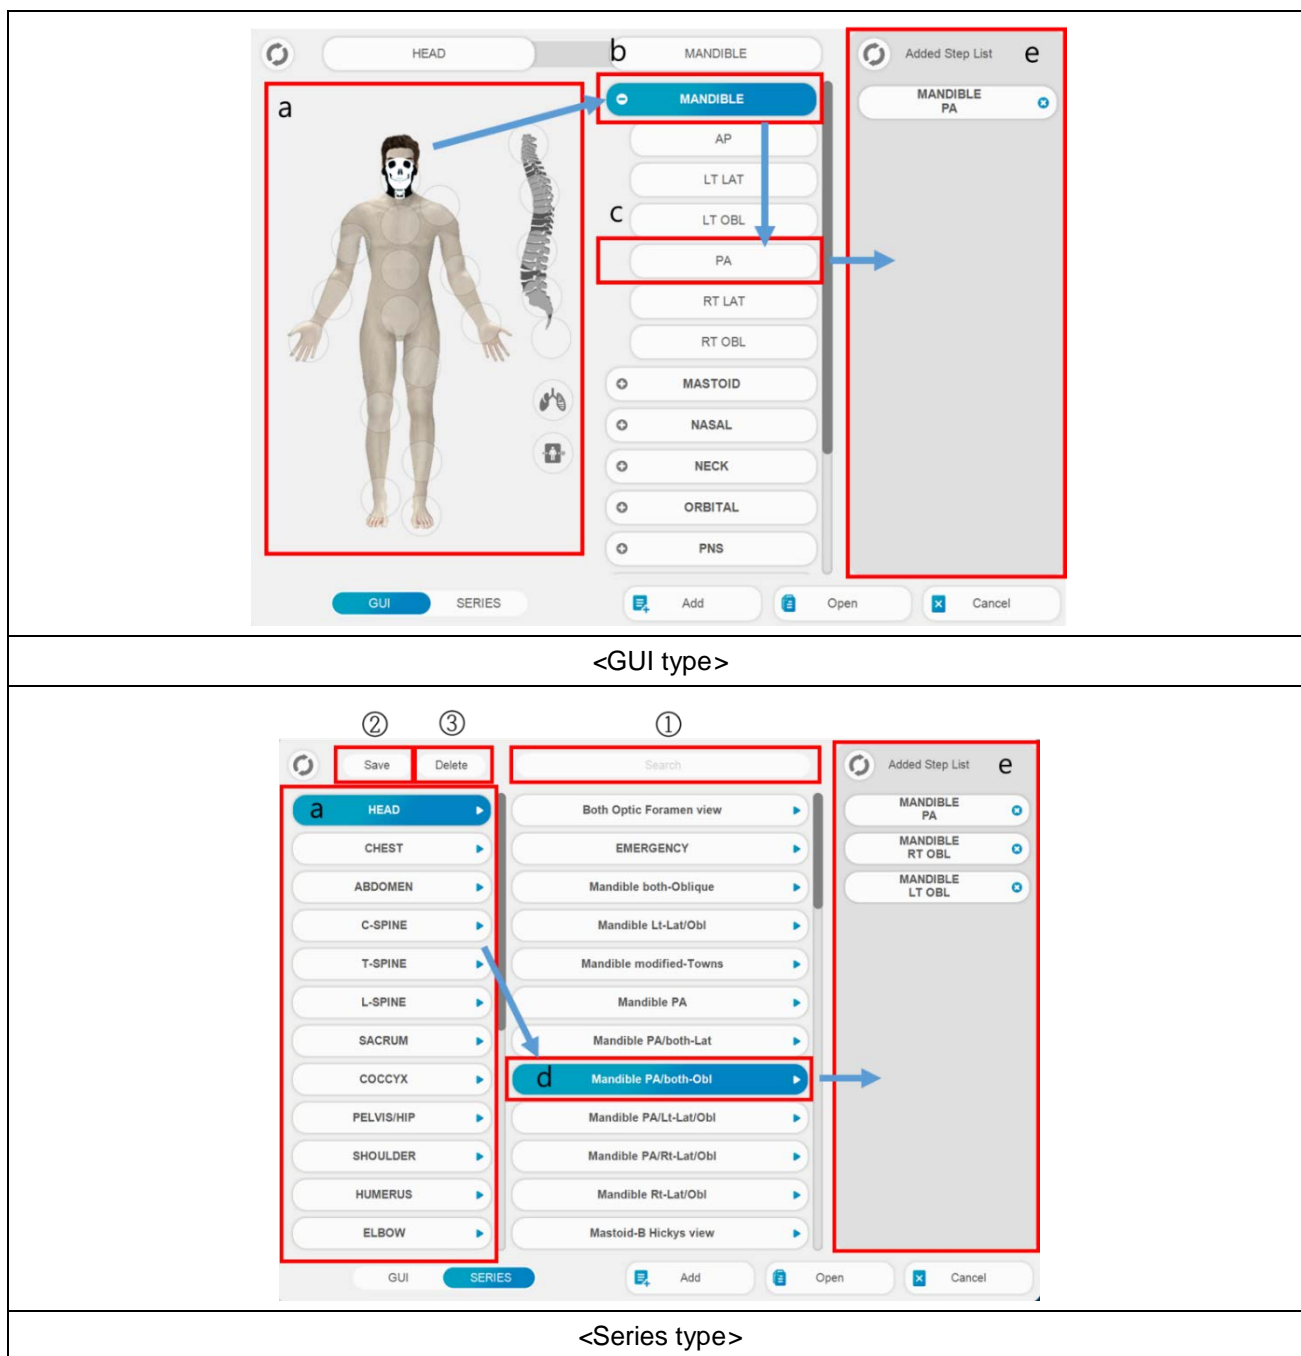 HEAD
b
MANDIBLE
Added Step List
e
a
MANDIBLE
MANDIBLE
PA
AP
LT LAT
c
LT OBL
PA
RT LAT
RT OBL
MASTOID
NASAL
NECK
ORBITAL
PNS
GUI
SERIES
Add
Open
Cancel
<GUI type>
②
③
①
Save
Delete
Search
Added Step List
e
a
HEAD
CHEST
ABDOMEN
C-SPINE
T-SPINE
L-SPINE
SACRUM
COCCYX
PELVIS/HIP
SHOULDER
HUMERUS
ELBOW
Both Optic Foramen view
EMERGENCY
Mandible both-Oblique
Mandible Lt-Lat/Obl
Mandible modified-Towns
Mandible PA
Mandible PA/both-Lat
d
Mandible PA/both-Obl
Mandible PA/Lt-Lat/Obl
Mandible PA/Rt-Lat/Obl
Mandible Rt-Lat/Obl
Mastoid-B Hickys view
MANDIBLE
PA
MANDIBLE
RT OBL
MANDIBLE
LT OBL
GUI
SERIES
Add
Open
Cancel
<Series type>